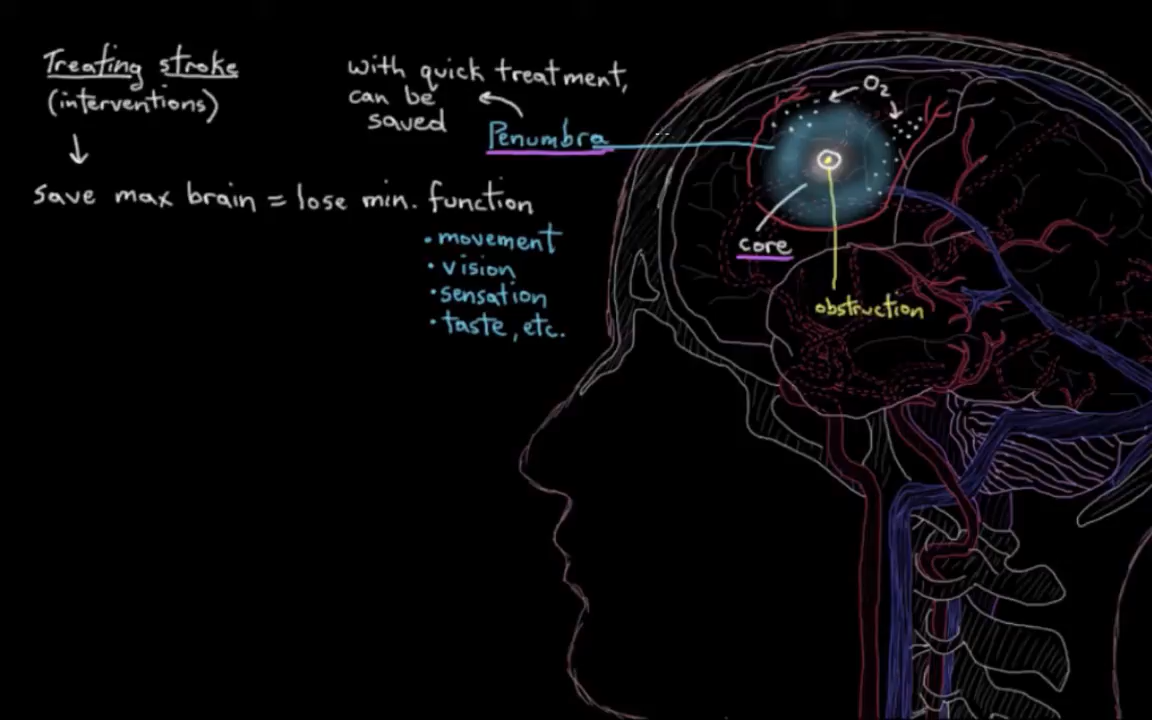 Treating stroke
(interventions)
save max brain = lose min. function
• movement
• vision
• sensation
• taste, etc.
with quick treatment,
can be
saved
Penumbra
O₂
core
obstruction